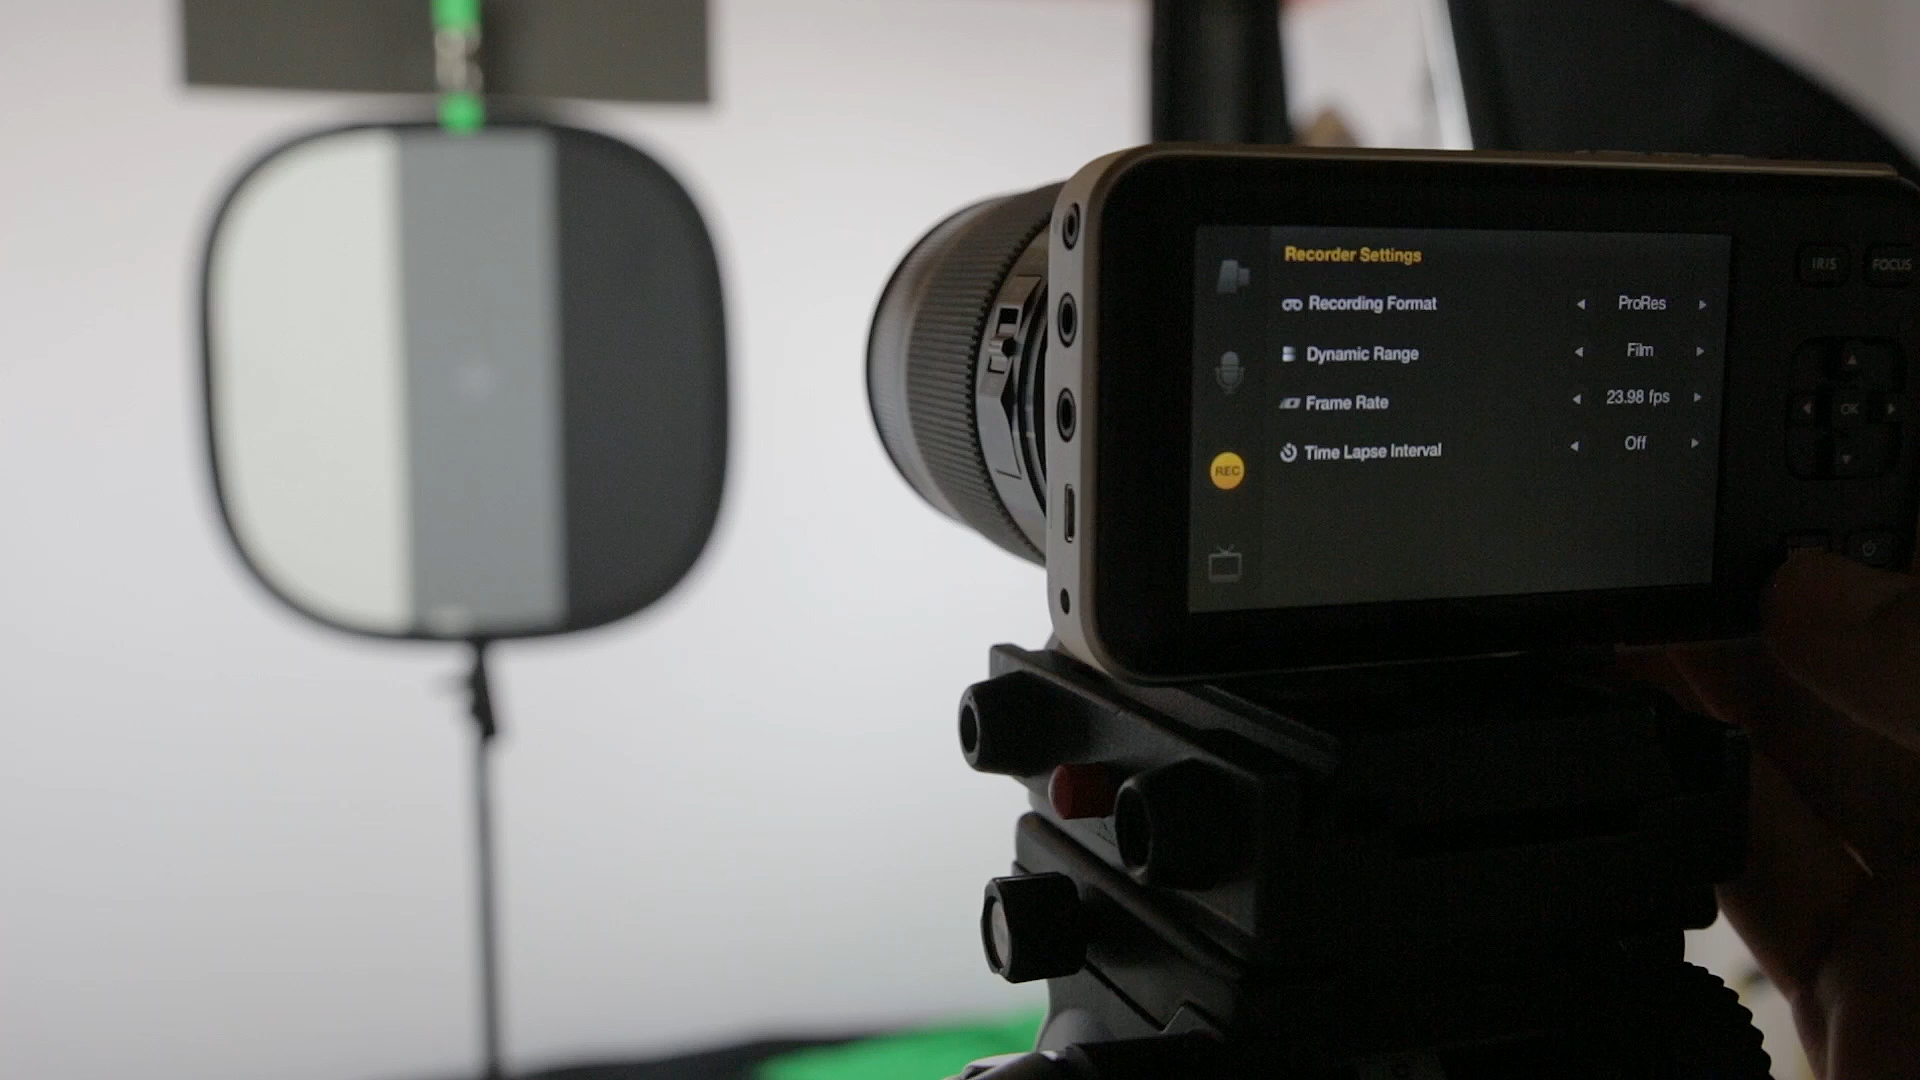 Recorder Settings
Recording Format ProRes
Dynamic Range Film
Frame Rate 23.98 fps
Time Lapse Interval Off
REC
IRIS FOCUS
OK